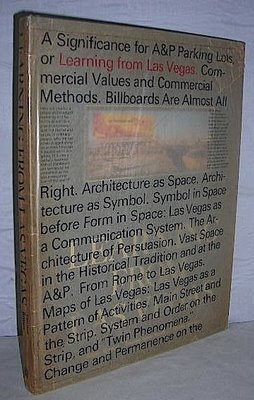 A Significance for A&P Parking Lots,
or Learning from Las Vegas. Com-
mercial Values and Commercial
Methods. Billboards Are Almost All
Right. Architecture as Space. Archi-
tecture as Symbol. Symbol in Space
before Form in Space: Las Vegas as
a Communication System. The Ar-
chitecture of Persuasion. Vast Space
in the Historical Tradition and at the
A&P. From Rome to Las Vegas.
Maps of Las Vegas: Las Vegas as a
Pattern of Activities. Main Street and
the Strip. System and Order on the
Strip, and "Twin Phenomena."
Change and Permanence on the
LEARNING FROM LAS VEGAS